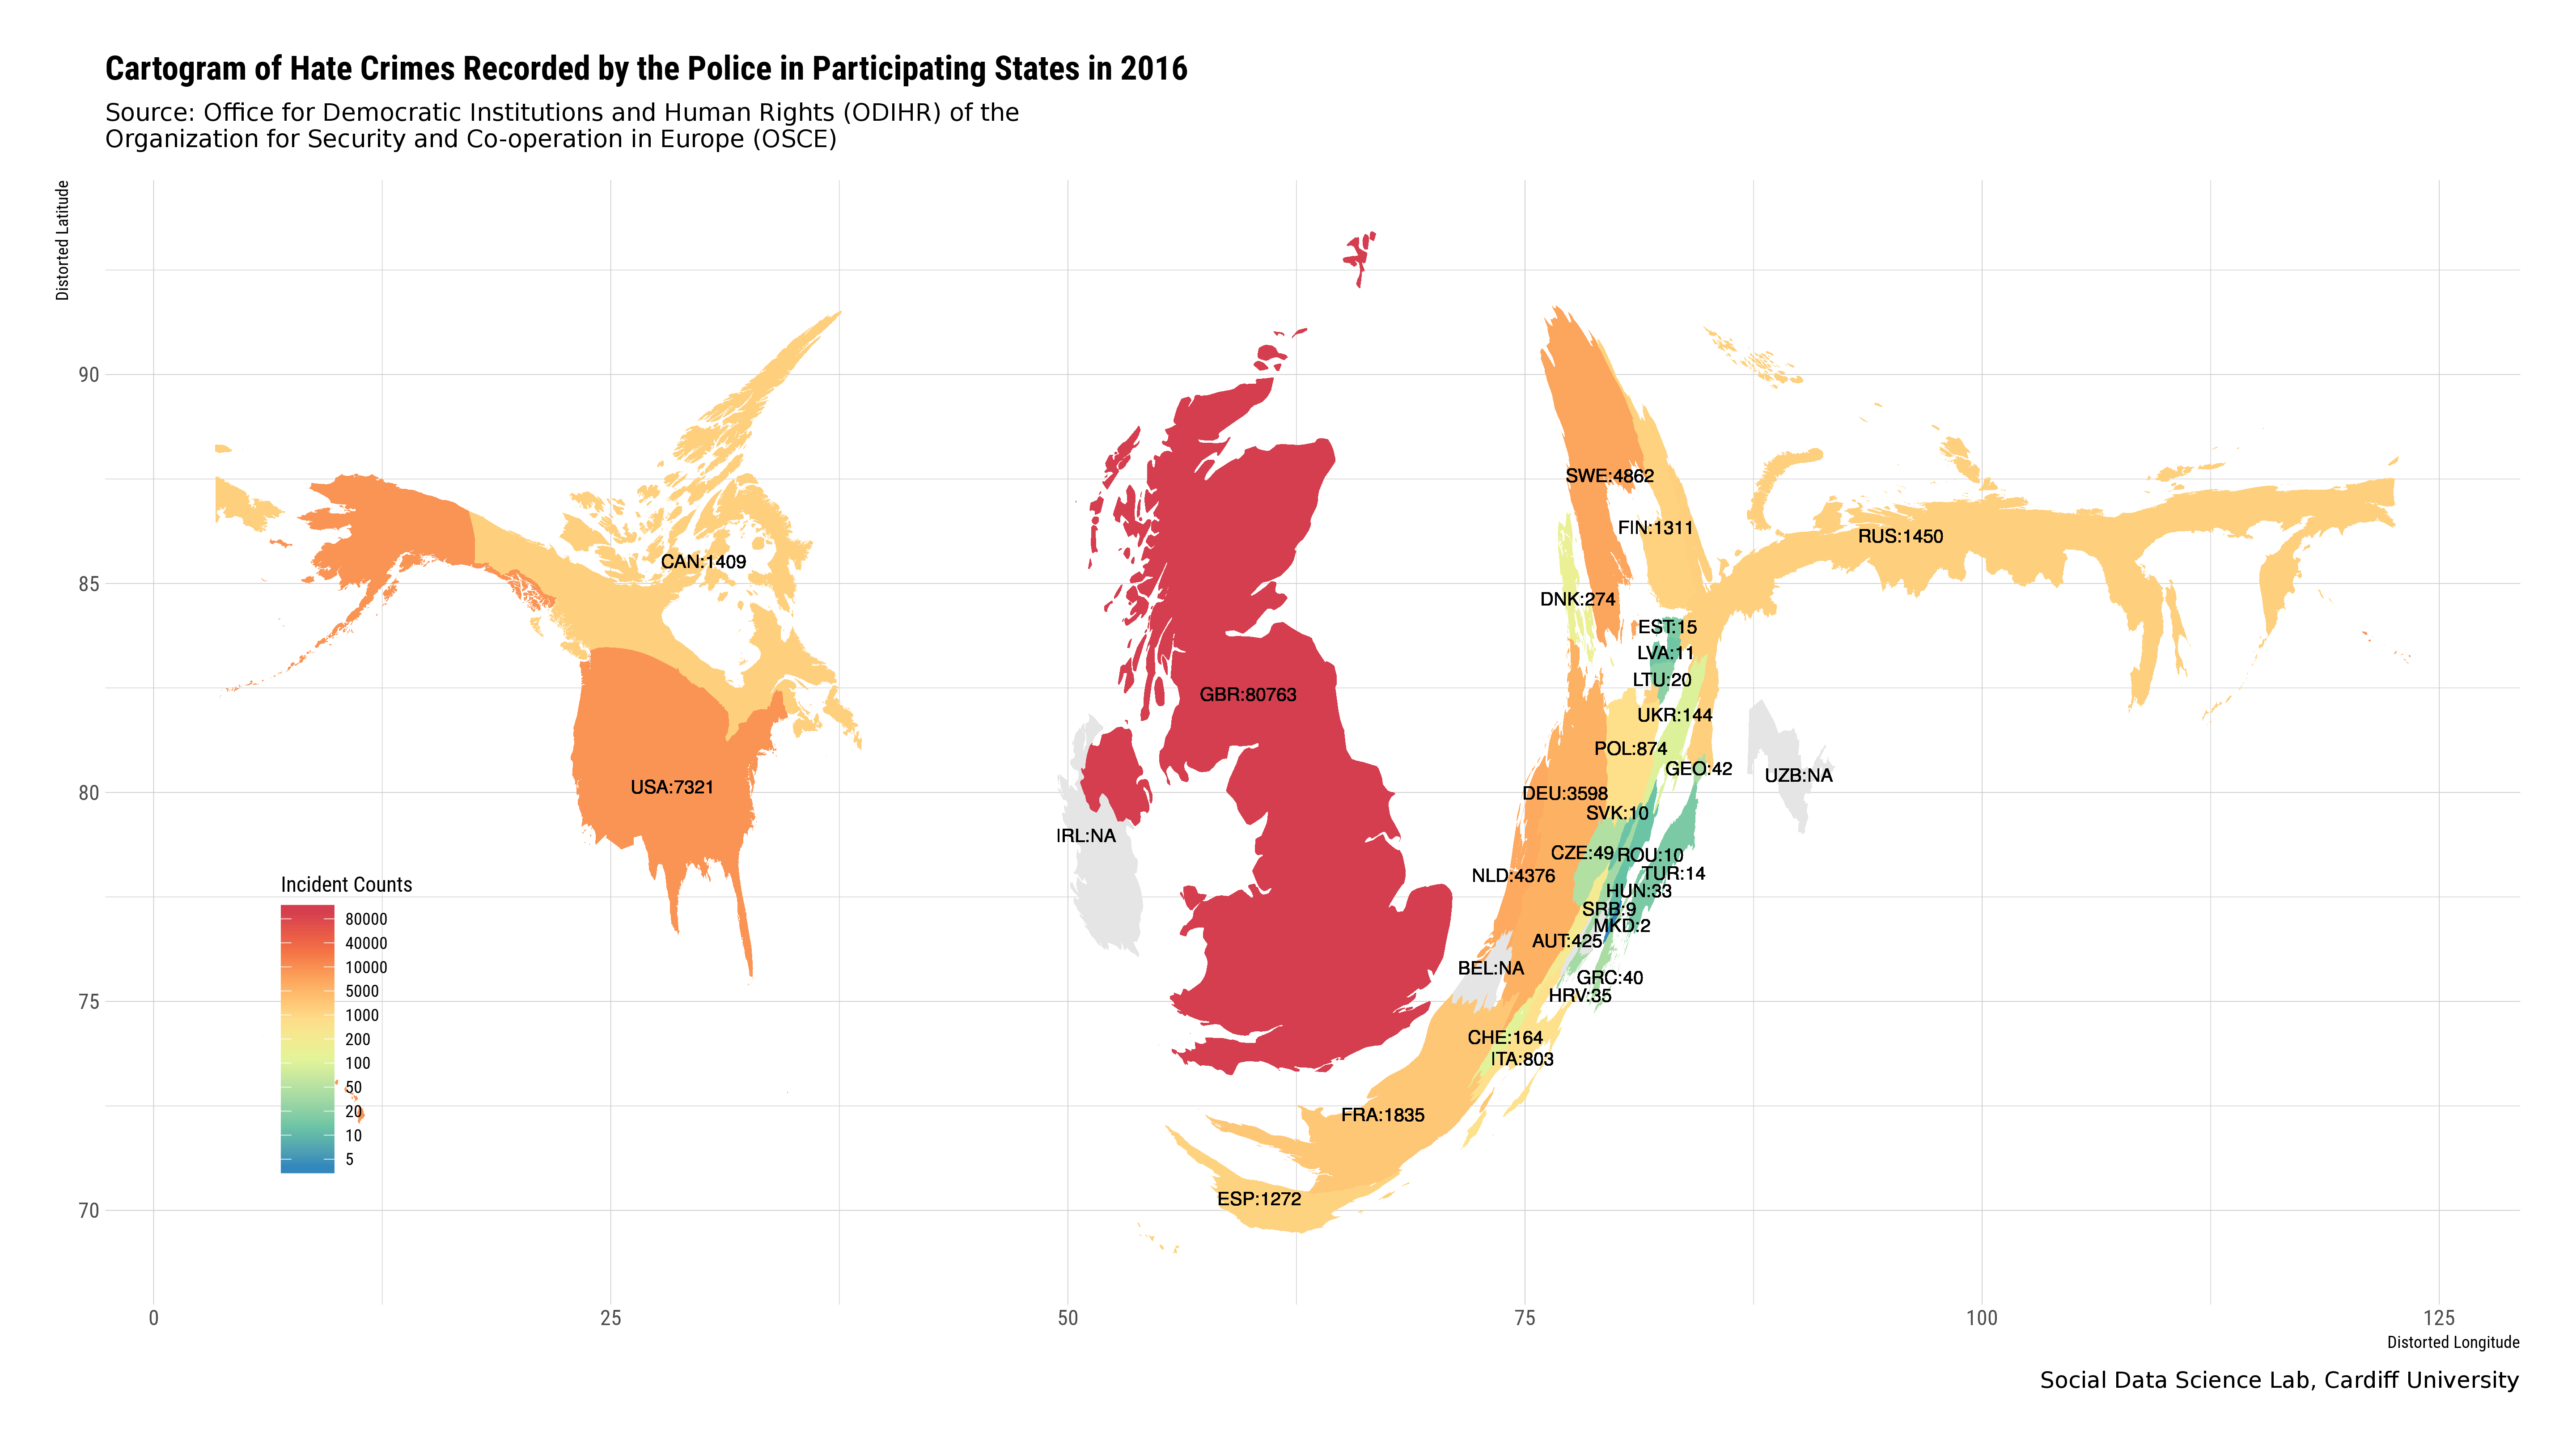 Cartogram of Hate Crimes Recorded by the Police in Participating States in 2016
Source: Office for Democratic Institutions and Human Rights (ODIHR) of the
Organization for Security and Co-operation in Europe (OSCE)
Distorted Latitude
90
85
80
75
70
SWE:4862
FIN:1311
RUS:1450
CAN:1409
DNK:274
EST:15
LVA:11
LTU:20
GBR:80763
UKR:144
POL:874
GEO:42
UZB:NA
USA:7321
DEU:3598
SVK:10
IRL:NA
CZE:49
ROU:10
NLD:4376
TUR:14
HUN:33
SRB:9
MKD:2
AUT:425
BEL:NA
GRC:40
HRV:35
CHE:164
ITA:803
FRA:1835
ESP:1272
Incident Counts
80000
40000
10000
5000
1000
200
100
50
20
10
5
0
25
50
75
100
125
Distorted Longitude
Social Data Science Lab, Cardiff University